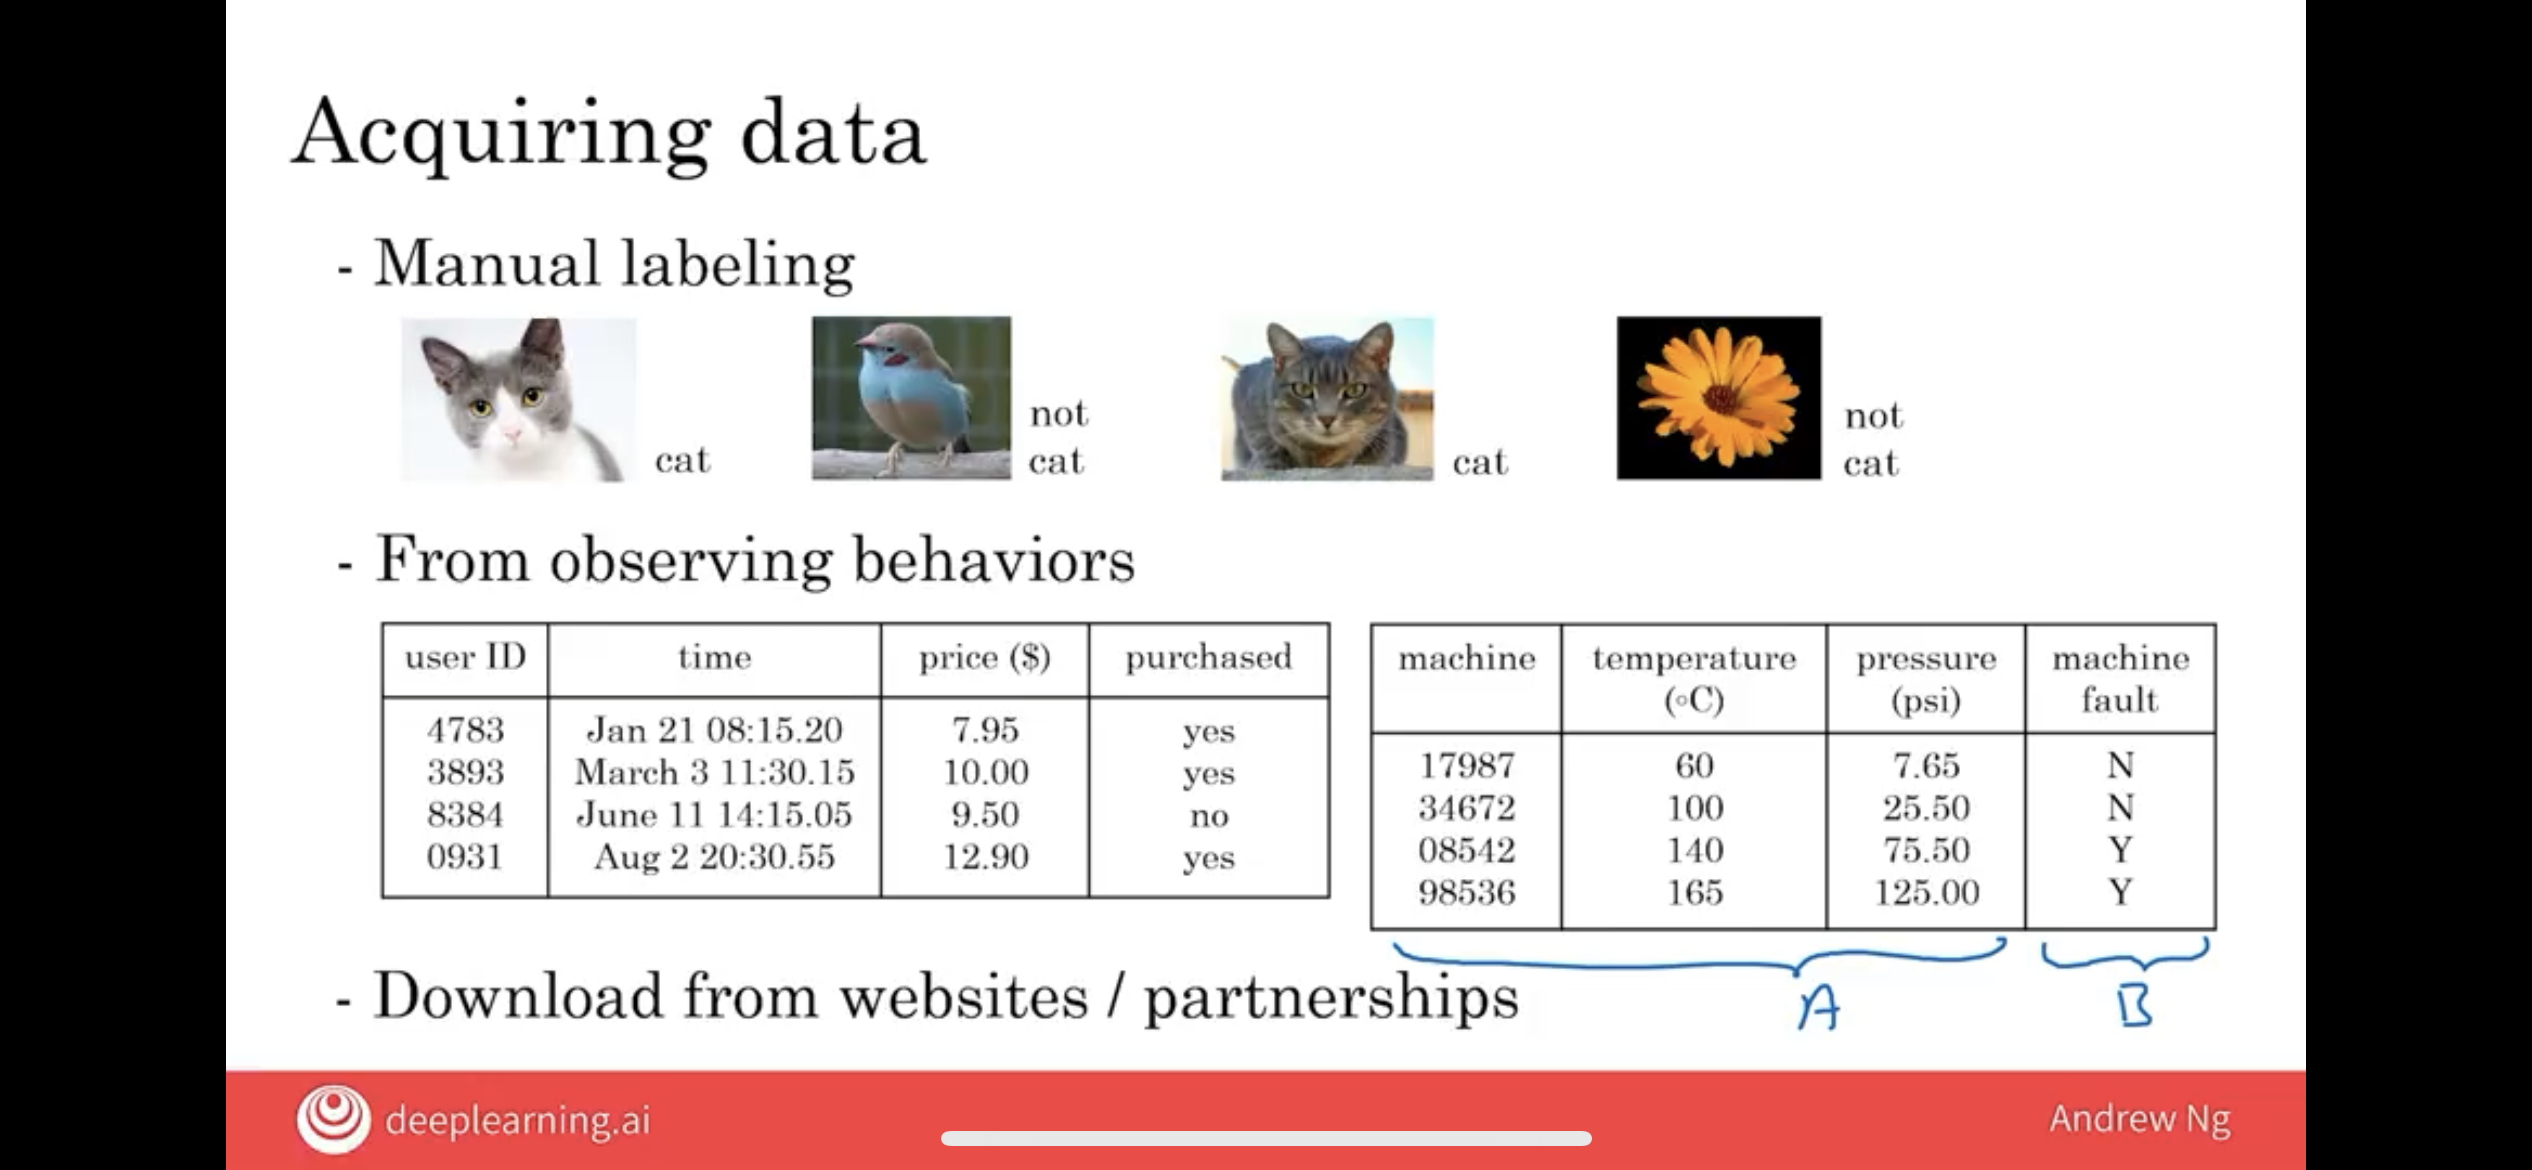 Acquiring data
- Manual labeling
cat
not
cat
cat
not
cat
- From observing behaviors
user ID time price ($) purchased
4783 Jan 21 08:15.20 7.95 yes
3893 March 3 11:30.15 10.00 yes
8384 June 11 14:15.05 9.50 no
0931 Aug 2 20:30.55 12.90 yes
machine temperature pressure machine
(◦C) (psi) fault
17987 60 7.65 N
34672 100 25.50 N
08542 140 75.50 Y
98536 165 125.00 Y
A B
- Download from websites / partnerships
deeplearning.ai
Andrew Ng